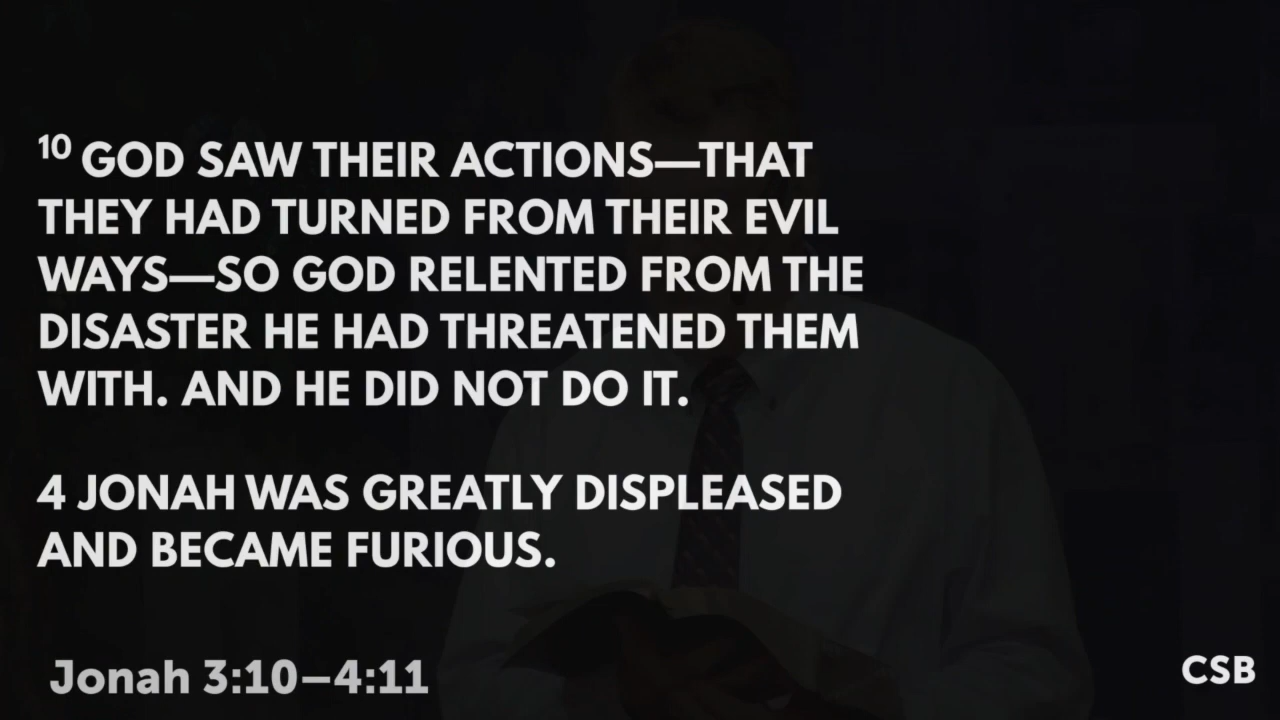 10 GOD SAW THEIR ACTIONS—THAT
THEY HAD TURNED FROM THEIR EVIL
WAYS—SO GOD RELENTED FROM THE
DISASTER HE HAD THREATENED THEM
WITH. AND HE DID NOT DO IT.
4 JONAH WAS GREATLY DISPLEASED
AND BECAME FURIOUS.
Jonah 3:10–4:11
CSB